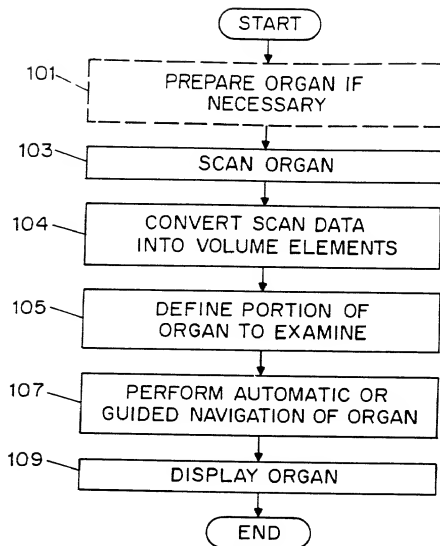 START
101
PREPARE ORGAN IF
NECESSARY
103
SCAN ORGAN
104
CONVERT SCAN DATA
INTO VOLUME ELEMENTS
105
DEFINE PORTION OF
ORGAN TO EXAMINE
107
PERFORM AUTOMATIC OR
GUIDED NAVIGATION OF ORGAN
109
DISPLAY ORGAN
END